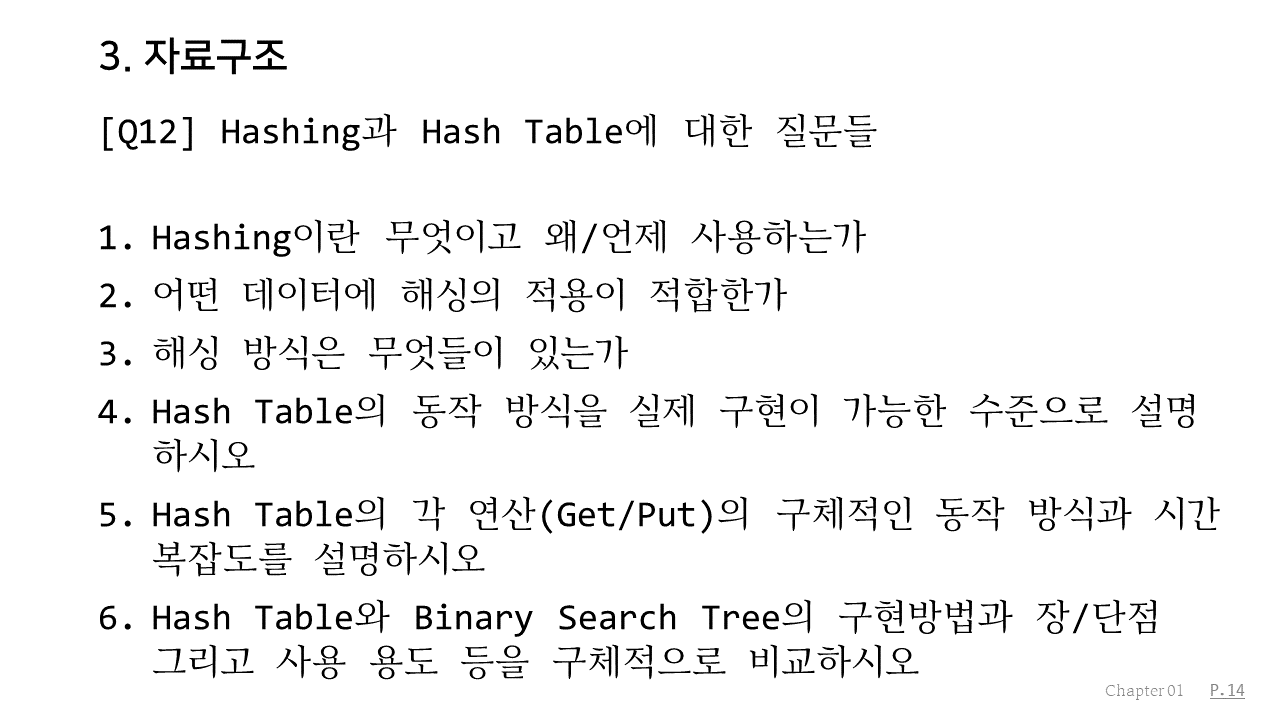 3. 자료구조
[Q12] Hashing과 Hash Table에 대한 질문들
1. Hashing이란 무엇이고 왜/언제 사용하는가
2. 어떤 데이터에 해싱의 적용이 적합한가
3. 해싱 방식은 무엇들이 있는가
4. Hash Table의 동작 방식을 실제 구현이 가능한 수준으로 설명
하시오
5. Hash Table의 각 연산(Get/Put)의 구체적인 동작 방식과 시간
복잡도를 설명하시오
6. Hash Table와 Binary Search Tree의 구현방법과 장/단점
그리고 사용 용도 등을 구체적으로 비교하시오
Chapter 01 P.14